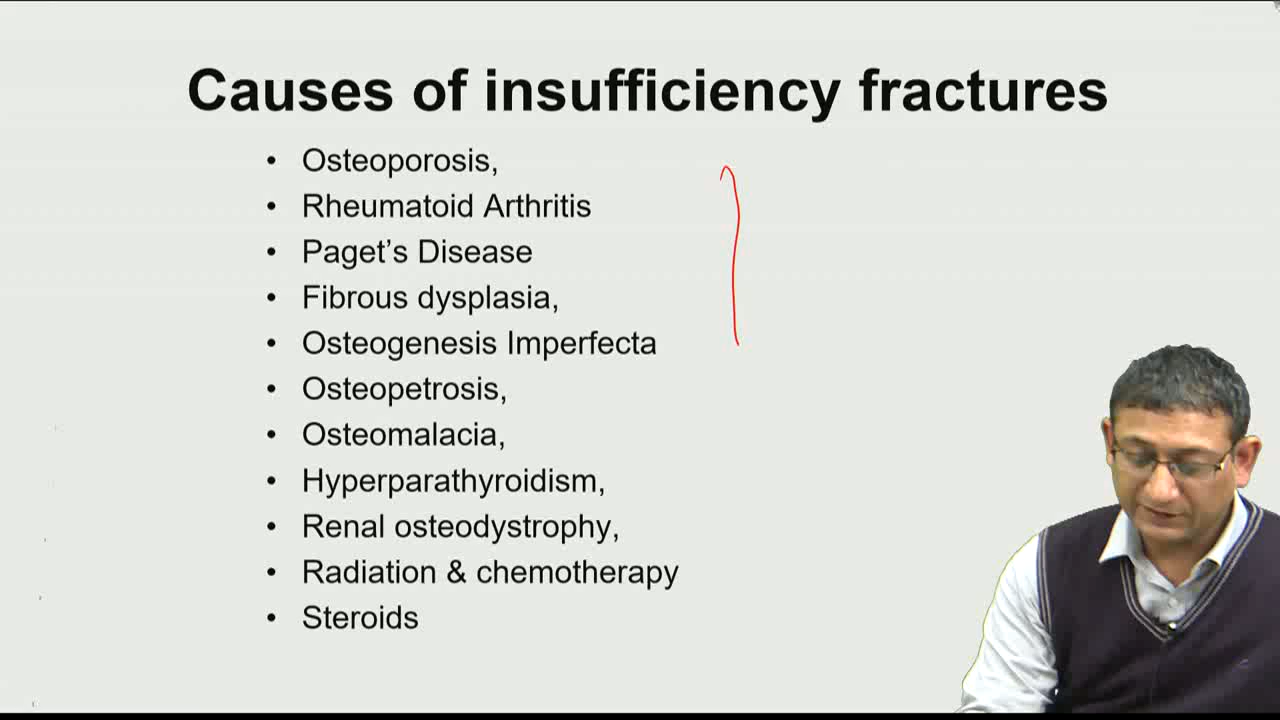 Causes of insufficiency fractures
• Osteoporosis,
• Rheumatoid Arthritis
• Paget’s Disease
• Fibrous dysplasia,
• Osteogenesis Imperfecta
• Osteopetrosis,
• Osteomalacia,
• Hyperparathyroidism,
• Renal osteodystrophy,
• Radiation & chemotherapy
• Steroids